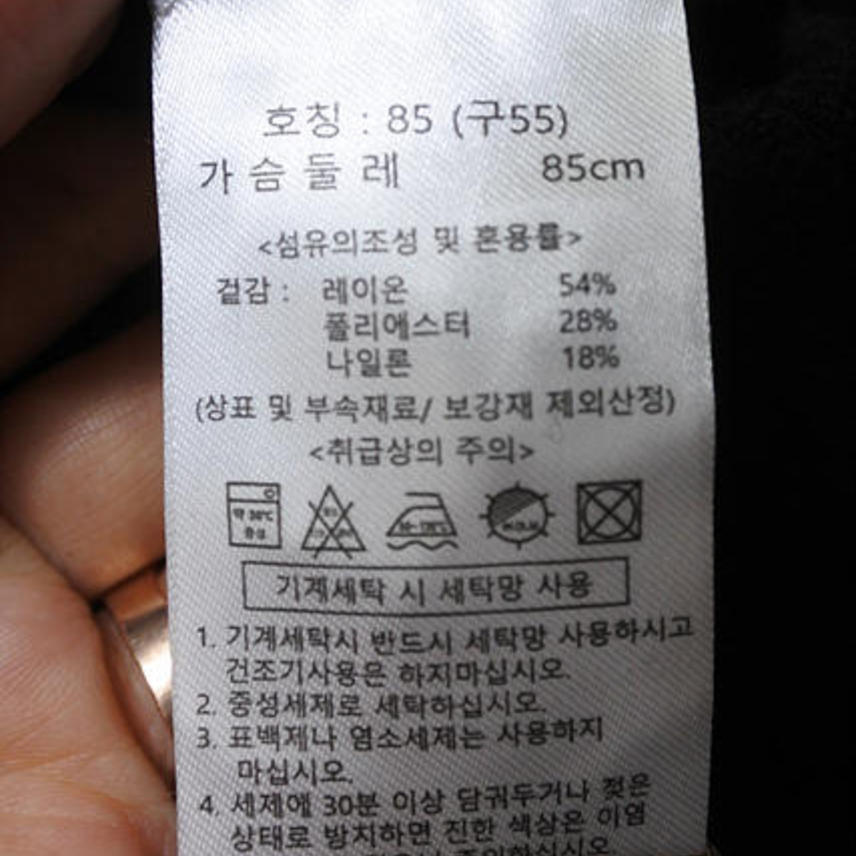 호칭 : 85 (구55)
가 슴 둘 레 85cm
<섬유의조성 및 혼용률>
겉감 : 레이온 54%
폴리에스터 28%
나일론 18%
(상표 및 부속재료/ 보강재 제외산정)
<취급상의 주의>
약 30℃
중성
기계세탁 시 세탁망 사용
1. 기계세탁시 반드시 세탁망 사용하시고
건조기사용은 하지마십시오.
2. 중성세제로 세탁하십시오.
3. 표백제나 염소세제는 사용하지
마십시오.
4. 세제에 30분 이상 담궈두거나 젖은
상태로 방치하면 진한 색상은 이염